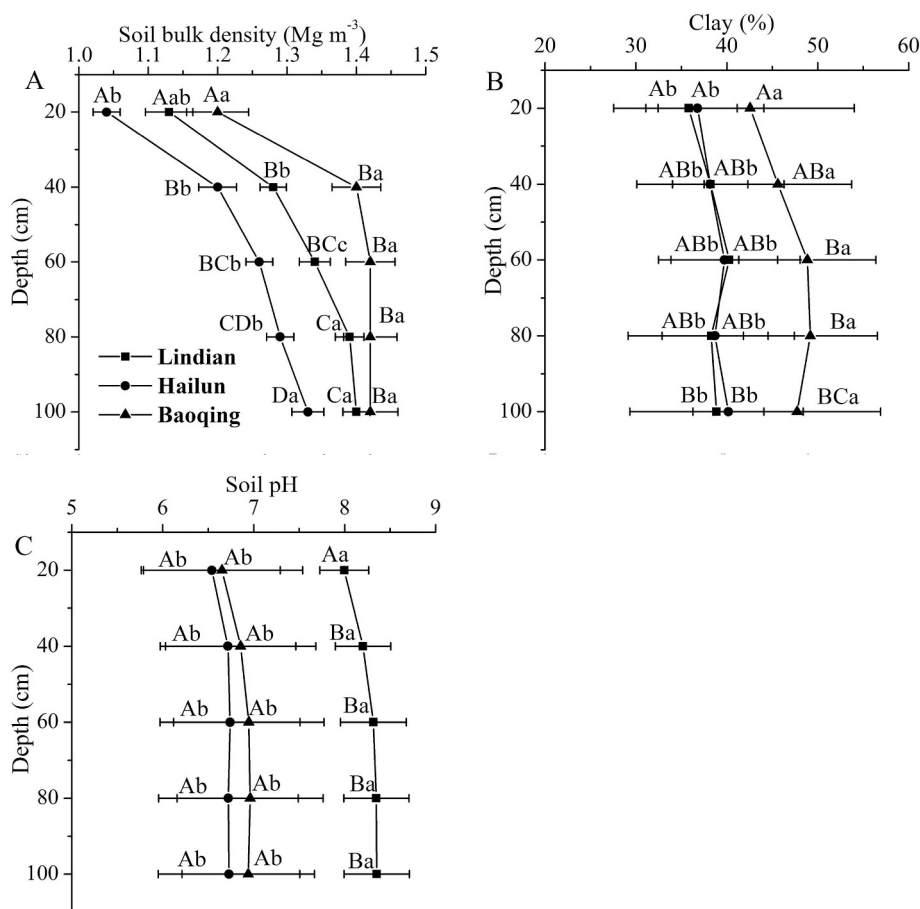 Soil bulk density (Mg m⁻³)
1.0 1.1 1.2 1.3 1.4 1.5
A
Depth (cm)
20
40
60
80
100
Ab Aab Aa
Bb Bb Ba
BCb BCc Ba
CDb Ca Ba
Da Ca Ba
Lindian
Hailun
Baoqing
Clay (%)
20 30 40 50 60
B
Depth (cm)
20
40
60
80
100
Ab Ab Aa
ABb ABb ABa
ABb ABb Ba
ABb ABb Ba
Bb Bb BCa
Soil pH
5 6 7 8 9
C
Depth (cm)
20
40
60
80
100
Ab Ab Aa
Ab Ab Ba
Ab Ab Ba
Ab Ab Ba
Ab Ab Ba